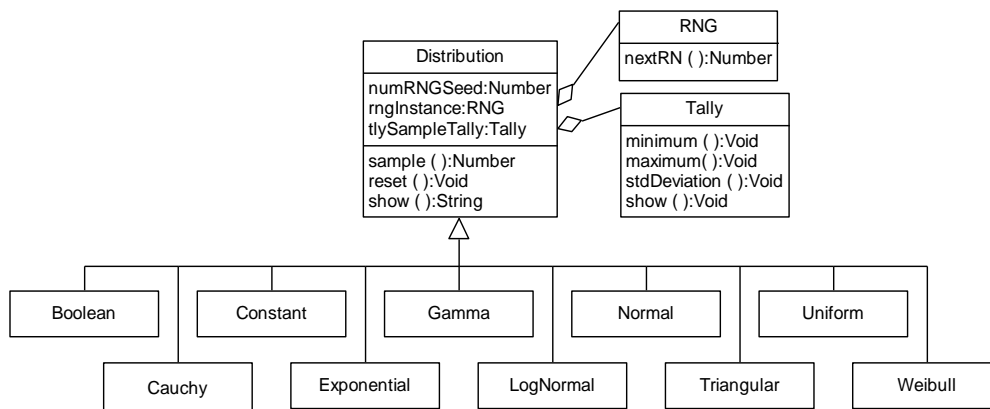 RNG
nextRN ( ):Number
Distribution
numRNGSeed:Number
rngInstance:RNG
tlySampleTally:Tally
sample ( ):Number
reset ( ):Void
show ( ):String
Tally
minimum ( ):Void
maximum( ):Void
stdDeviation ( ):Void
show ( ):Void
Boolean
Constant
Gamma
Normal
Uniform
Cauchy
Exponential
LogNormal
Triangular
Weibull